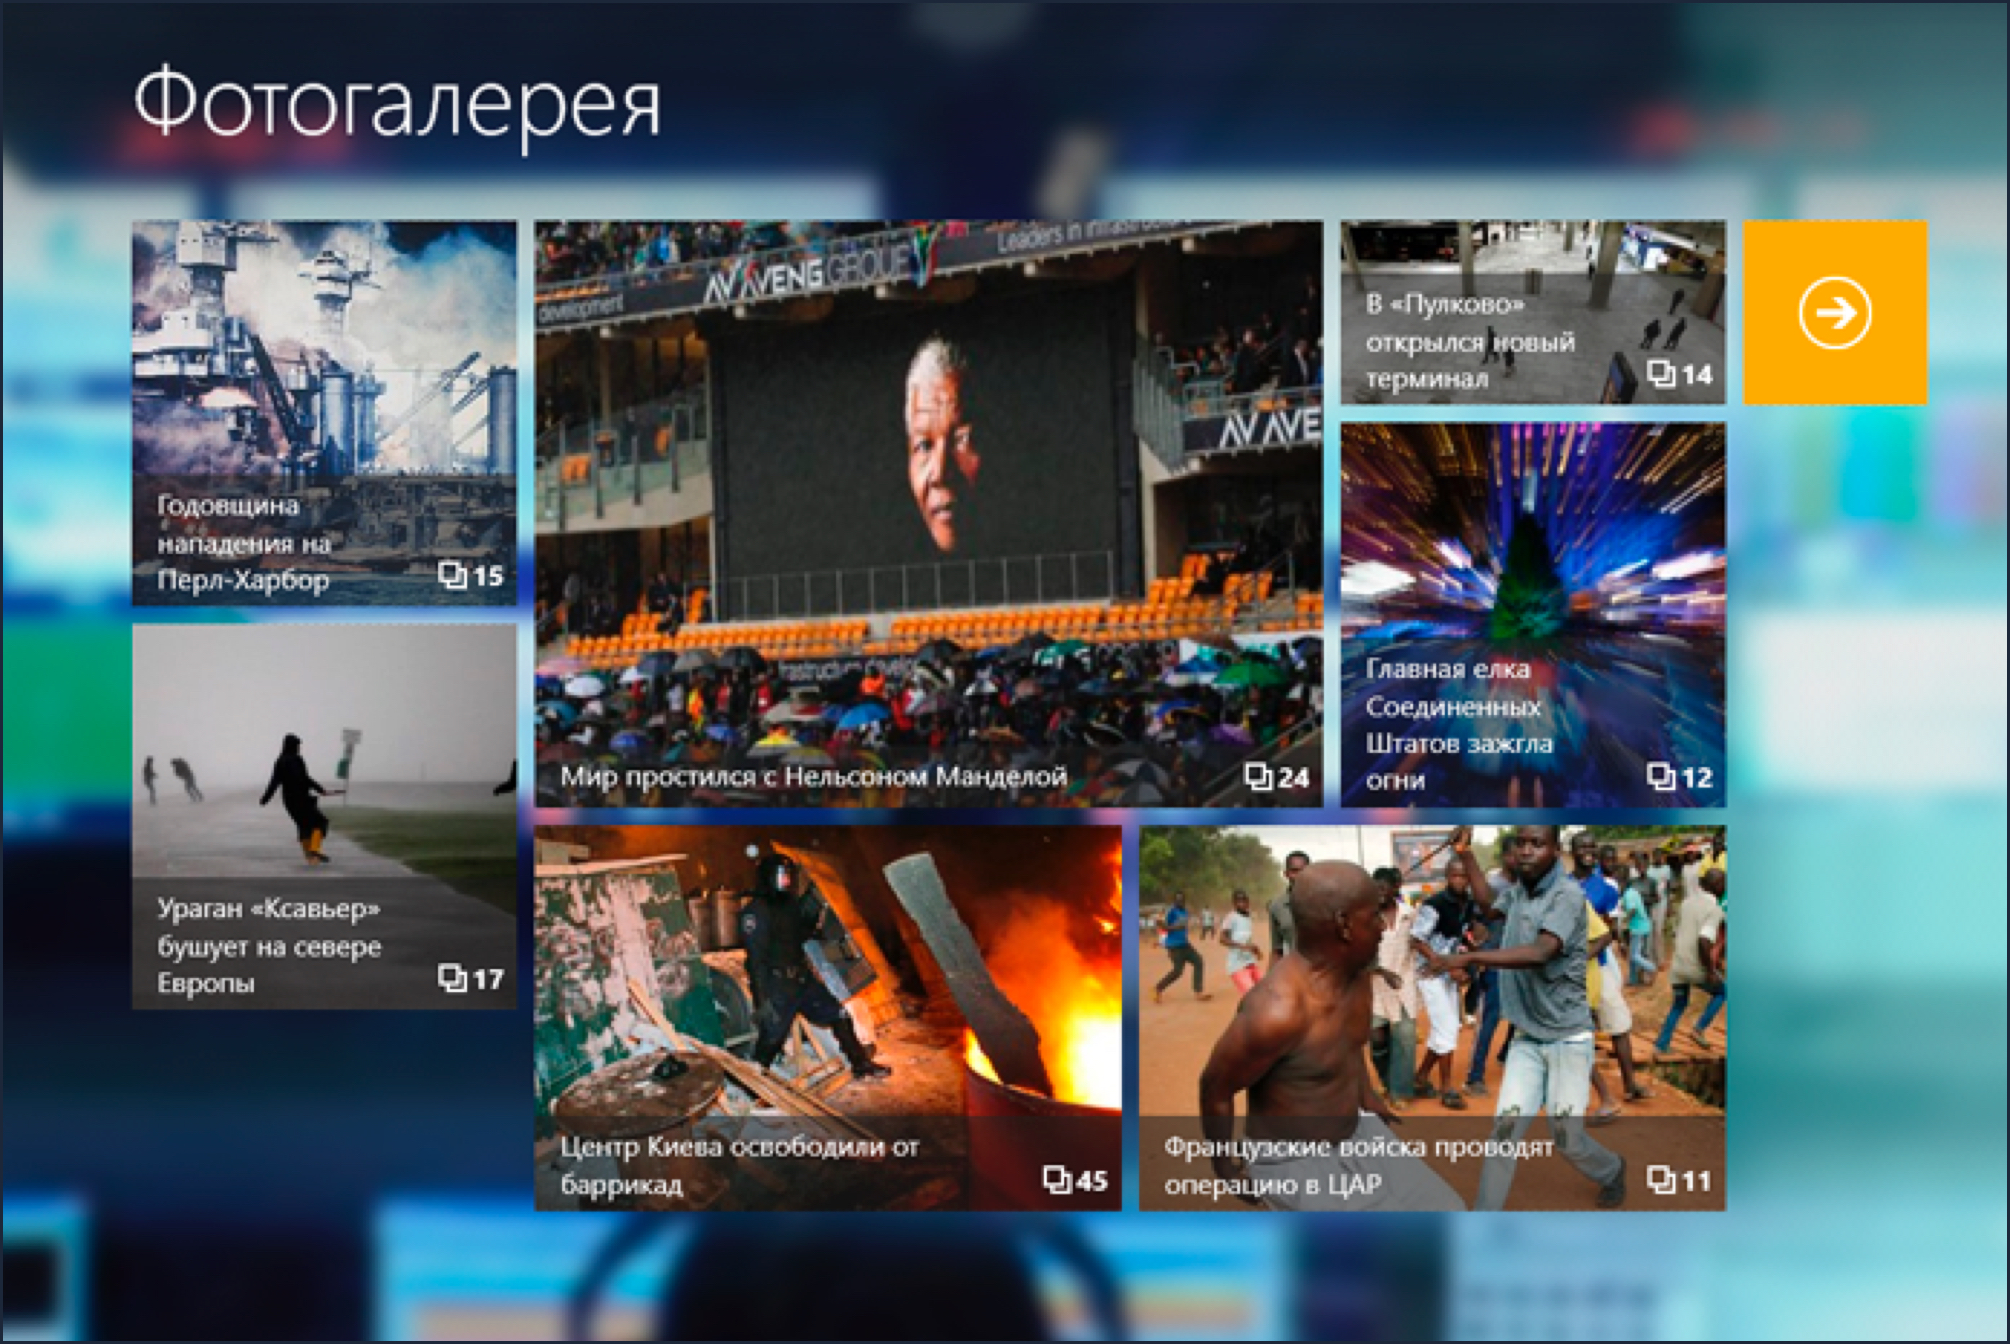 Фотогалерея
Годовщина
нападения на
Перл-Харбор
15
Ураган «Ксавьер»
бушует на севере
Европы
17
Leaders in
AVENG GROUP
development
AVE
Мир простился с Нельсоном Манделой
24
В «Пулково»
открылся новый
терминал
14
Главная елка
Соединенных
Штатов зажгла
огни
12
Центр Киева освободили от
баррикад
45
Французские войска проводят
операцию в ЦАР
11